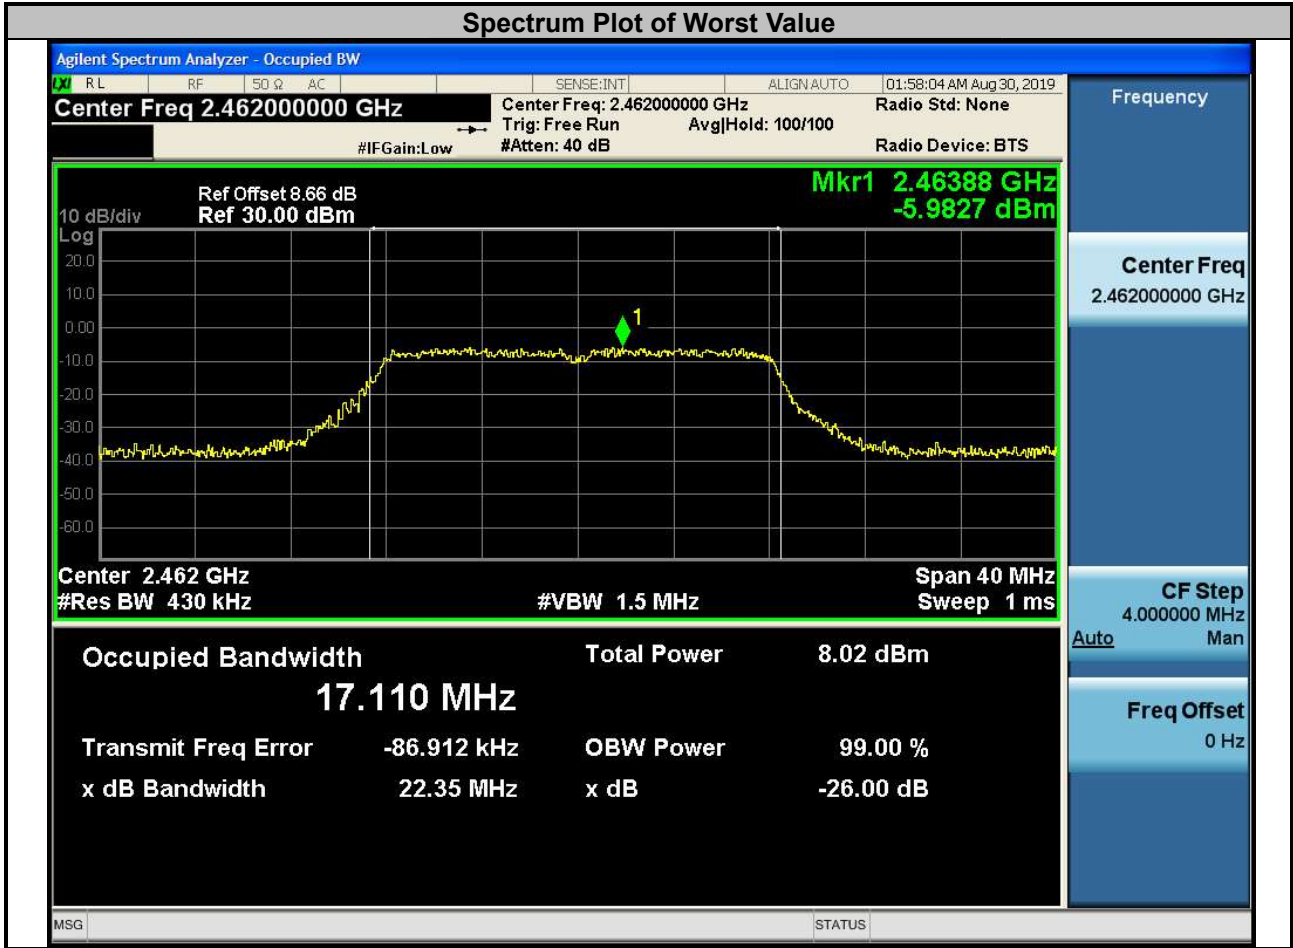 Spectrum Plot of Worst Value
Agilent Spectrum Analyzer - Occupied BW
LXI RL RF 50 Ω AC SENSE:INT ALIGN AUTO 01:58:04 AM Aug 30, 2019
Center Freq 2.462000000 GHz Center Freq: 2.462000000 GHz Radio Std: None
Trig: Free Run Avg|Hold: 100/100
#IFGain:Low #Atten: 40 dB Radio Device: BTS
Mkr1 2.46388 GHz
Ref Offset 8.66 dB
10 dB/div Ref 30.00 dBm -5.9827 dBm
Log
20.0
10.0
0.00
-10.0
-20.0
-30.0
-40.0
-50.0
-60.0
1
Center 2.462 GHz Span 40 MHz
#Res BW 430 kHz #VBW 1.5 MHz Sweep 1 ms
Occupied Bandwidth Total Power 8.02 dBm
17.110 MHz
Transmit Freq Error -86.912 kHz OBW Power 99.00 %
x dB Bandwidth 22.35 MHz x dB -26.00 dB
MSG STATUS
Frequency
Center Freq
2.462000000 GHz
CF Step
4.000000 MHz
Auto Man
Freq Offset
0 Hz